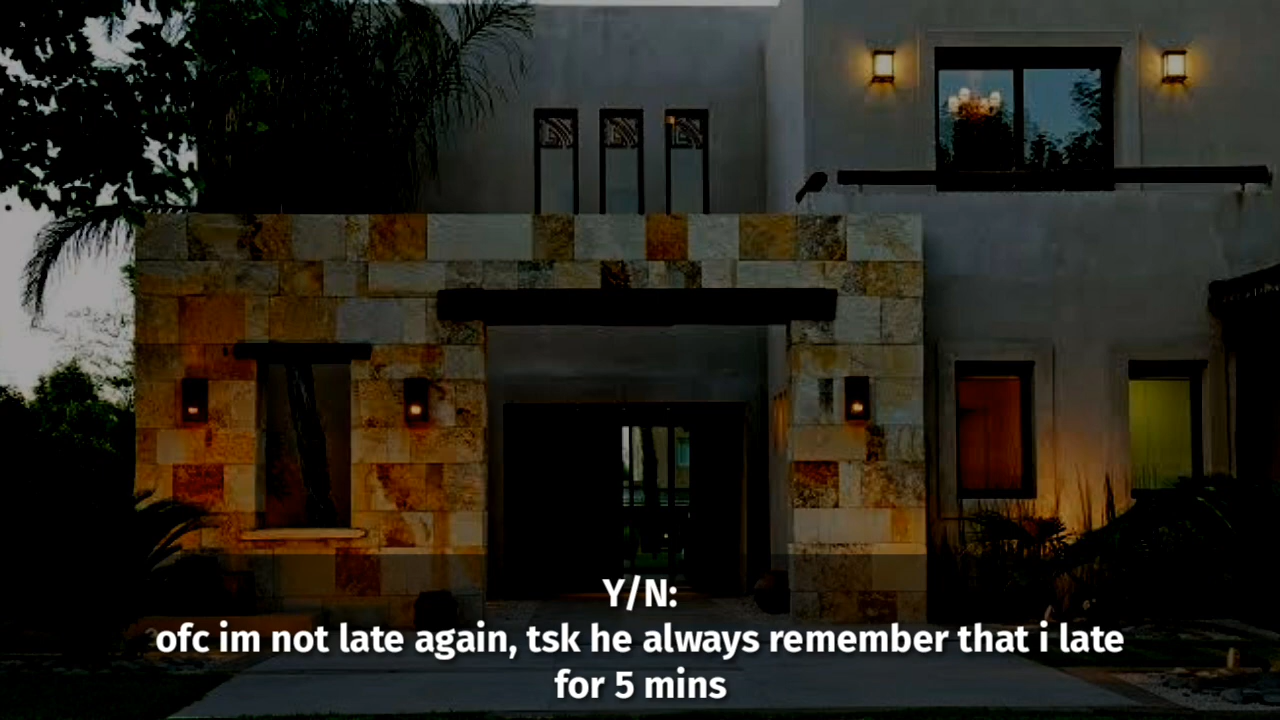 Y/N:
ofc im not late again, tsk he always remember that i late
for 5 mins